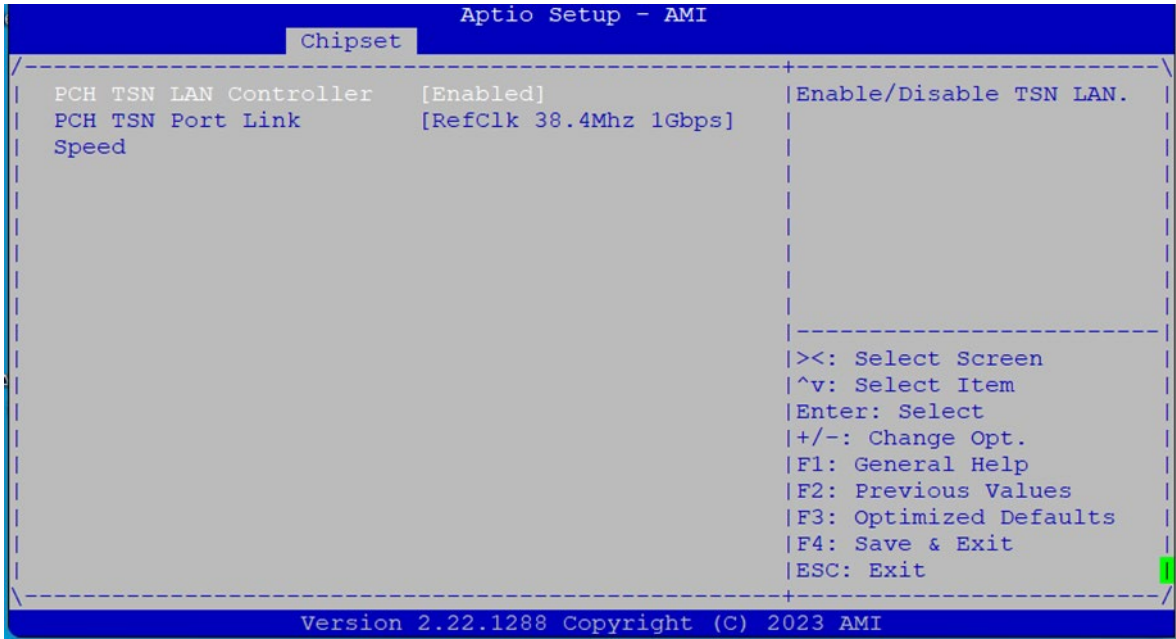 Aptio Setup - AMI
Chipset
PCH TSN LAN Controller [Enabled]
PCH TSN Port Link [RefClk 38.4Mhz 1Gbps]
Speed
Enable/Disable TSN LAN.
><: Select Screen
^v: Select Item
Enter: Select
+/-: Change Opt.
F1: General Help
F2: Previous Values
F3: Optimized Defaults
F4: Save & Exit
ESC: Exit
Version 2.22.1288 Copyright (C) 2023 AMI